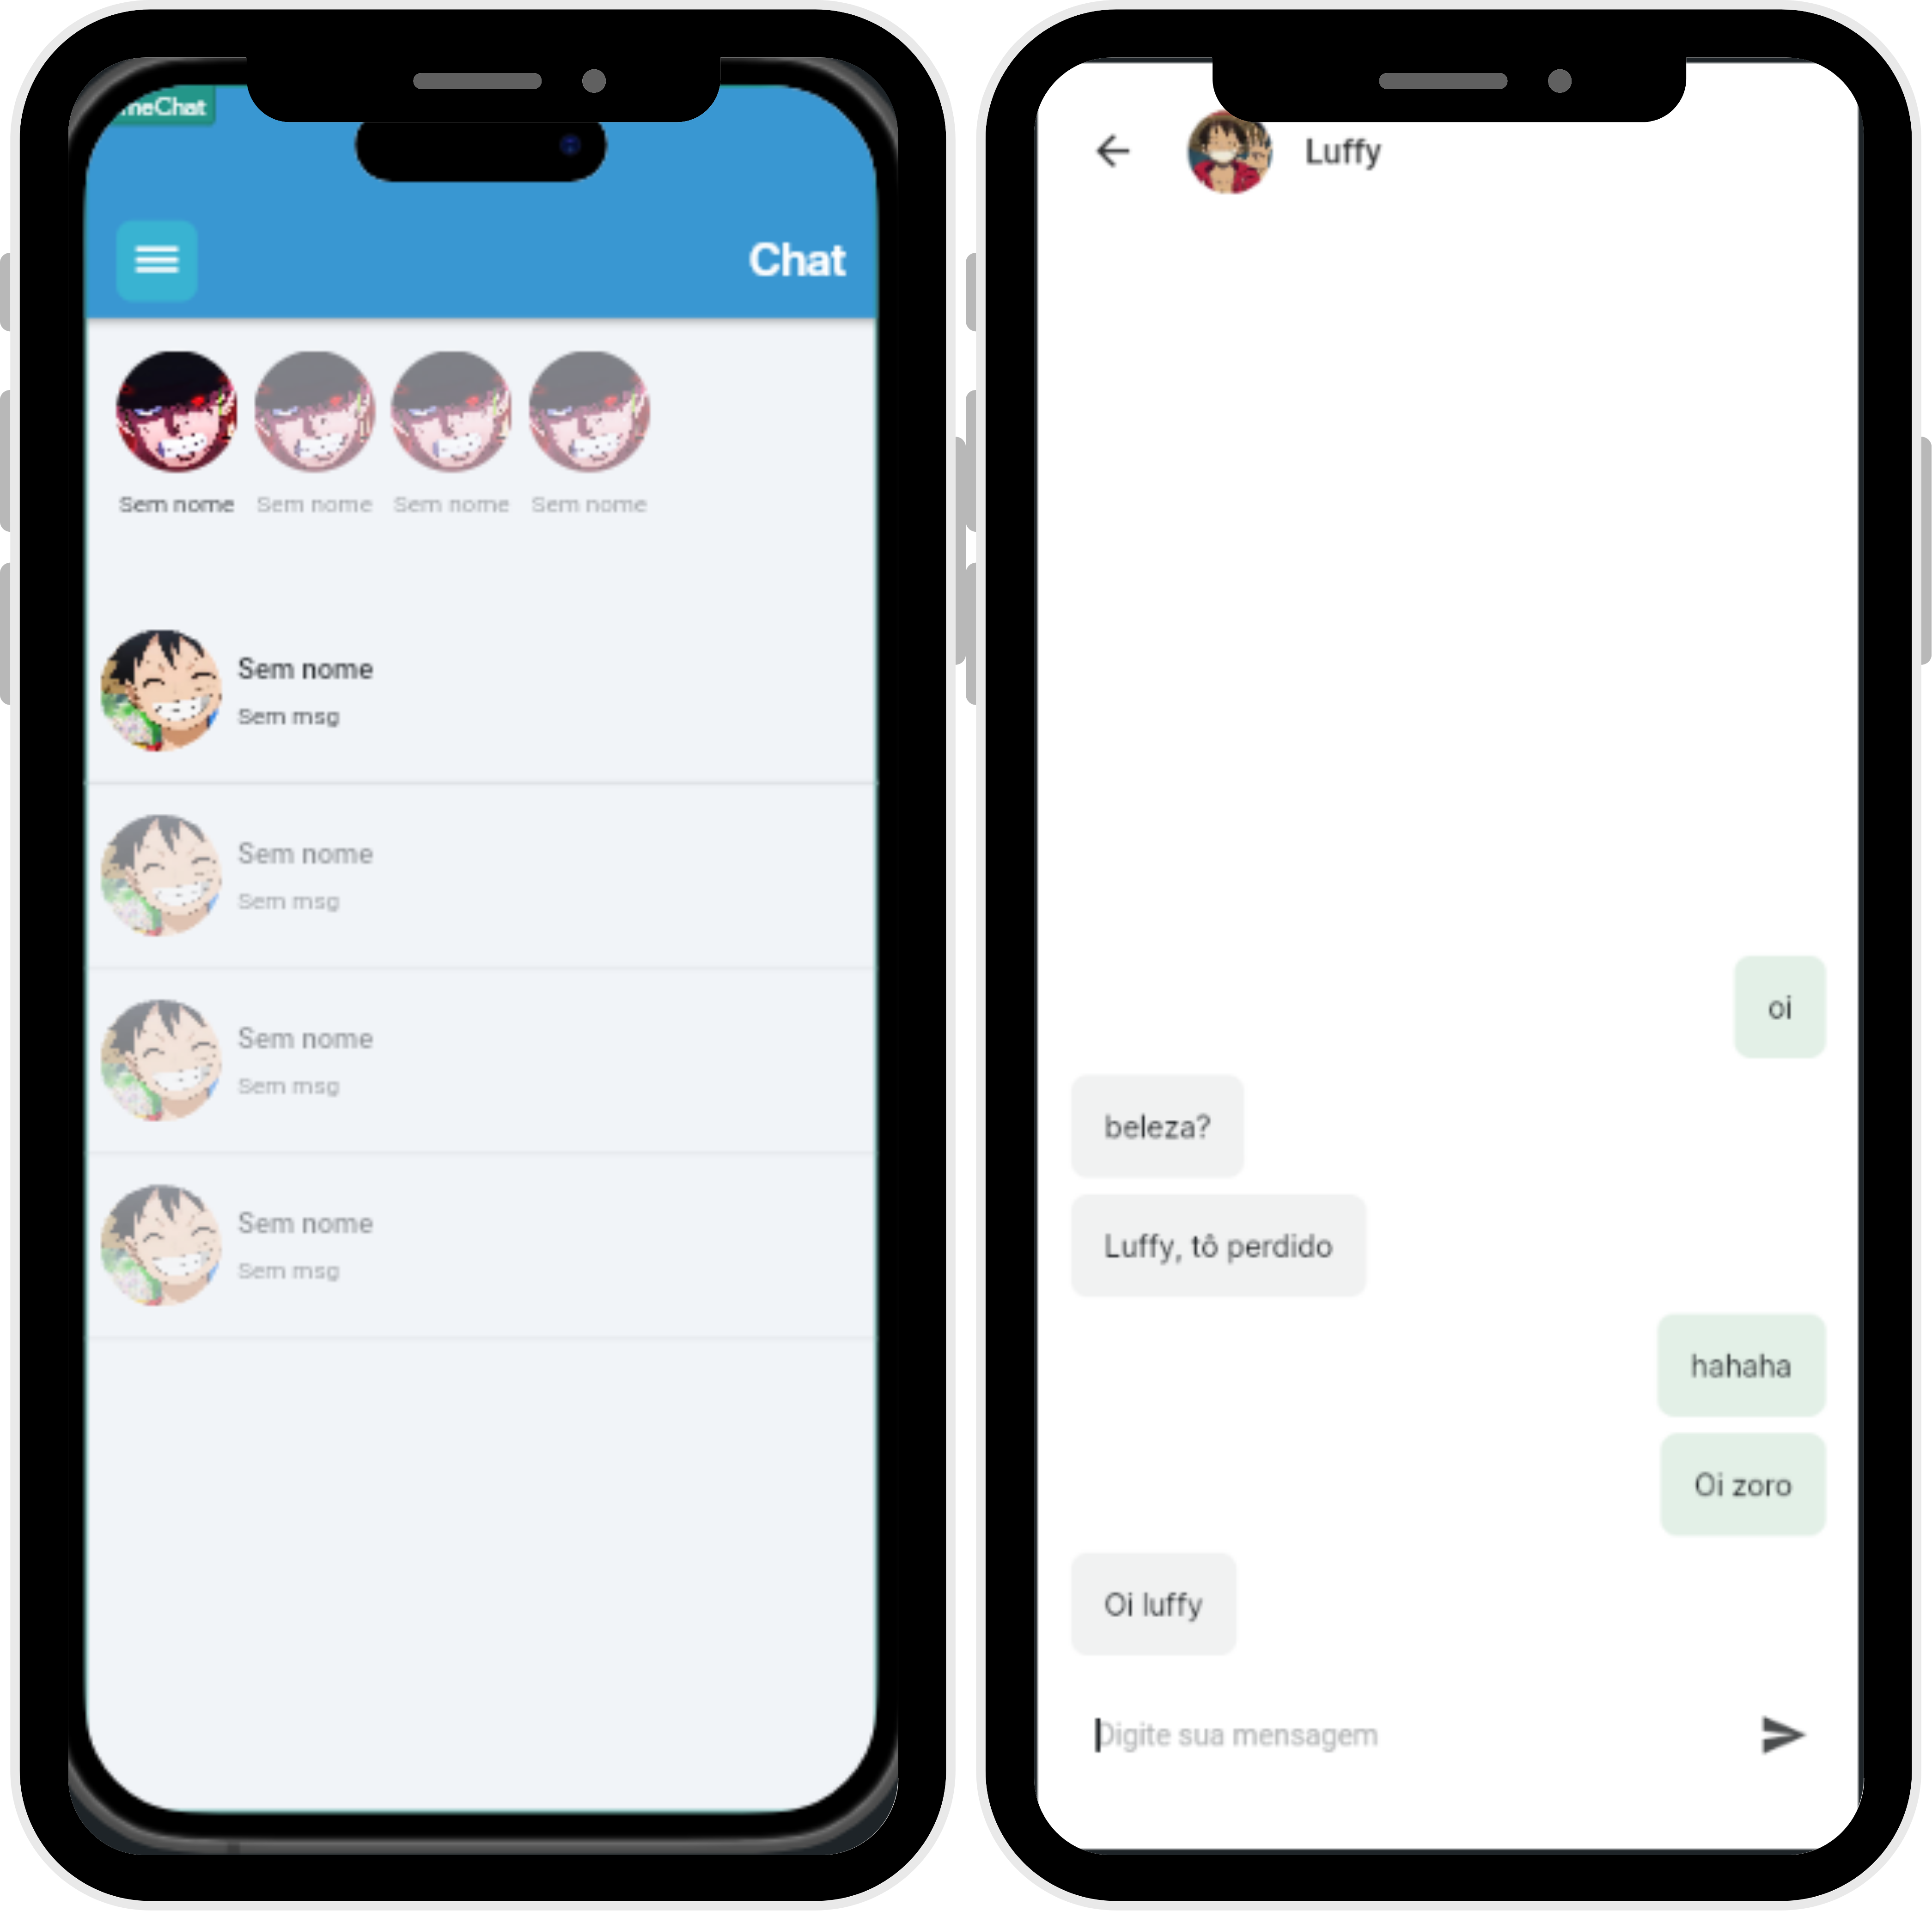 meChat
Chat
Sem nome
Sem nome
Sem nome
Sem nome
Sem nome
Sem msg
Sem nome
Sem msg
Sem nome
Sem msg
Sem nome
Sem msg
Luffy
oi
beleza?
Luffy, tô perdido
hahaha
Oi zoro
Oi luffy
Digite sua mensagem